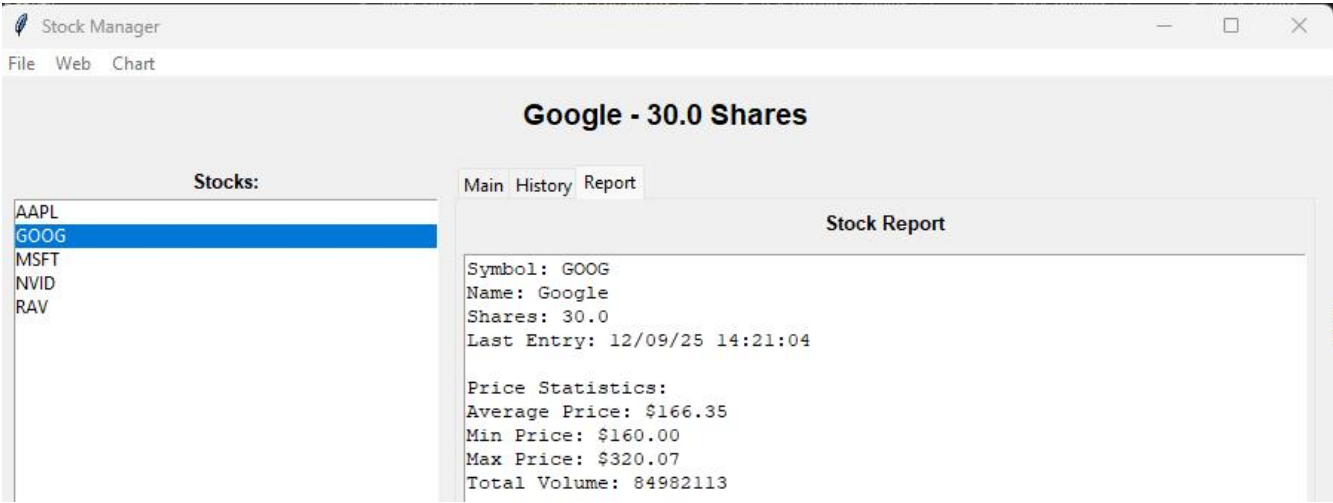 Stock Manager
File Web Chart
Google - 30.0 Shares
Stocks:
AAPL
GOOG
MSFT
NVID
RAV
Main History Report
Stock Report
Symbol: GOOG
Name: Google
Shares: 30.0
Last Entry: 12/09/25 14:21:04
Price Statistics:
Average Price: $166.35
Min Price: $160.00
Max Price: $320.07
Total Volume: 84982113